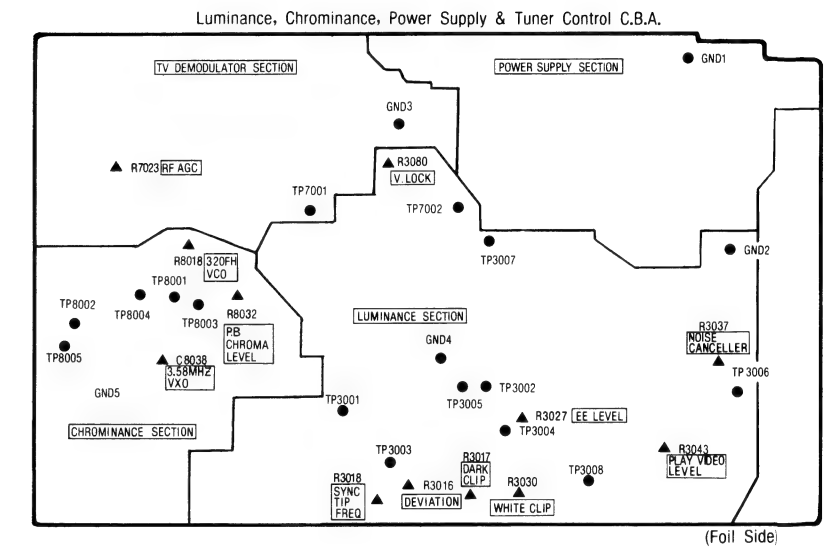 Luminance, Chrominance, Power Supply & Tuner Control C.B.A.
TV DEMODULATOR SECTION
POWER SUPPLY SECTION
GND1
GND3
R7023 RF AGC
R3080
V. LOCK
TP7001
TP7002
TP3007
GND2
R8018 320FH
VCO
TP8001
TP8002
TP8004
TP8003
R8032
P.B
CHROMA
LEVEL
TP8005
C8038
3.58MHZ
VXO
GND5
CHROMINANCE SECTION
LUMINANCE SECTION
GND4
R3037
NOISE
CANCELLER
TP3006
TP3001
TP3005
TP3002
R3027 EE LEVEL
TP3004
TP3003
R3043
PLAY VIDEO
LEVEL
R3018
SYNC
TIP
FREQ
R3016
DEVIATION
R3017
DARK
CLIP
R3030
WHITE CLIP
TP3008
(Foil Side)